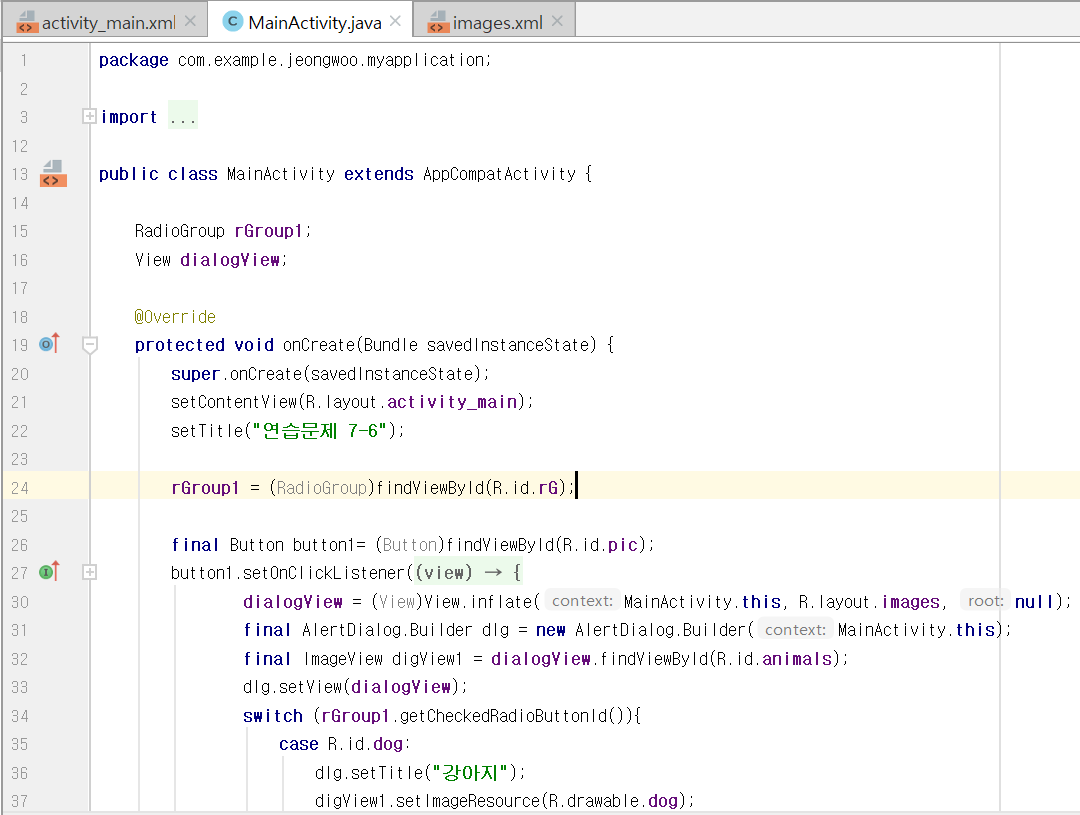 activity_main.xml
MainActivity.java
images.xml
1 package com.example.jeongwoo.myapplication;
2
3 import ...
12
13 public class MainActivity extends AppCompatActivity {
14
15 RadioGroup rGroup1;
16 View dialogView;
17
18 @Override
19 protected void onCreate(Bundle savedInstanceState) {
20 super.onCreate(savedInstanceState);
21 setContentView(R.layout.activity_main);
22 setTitle("연습문제 7-6");
23
24 rGroup1 = (RadioGroup)findViewById(R.id.rG);
25
26 final Button button1= (Button)findViewById(R.id.pic);
27 button1.setOnClickListener((view) → {
30 dialogView = (View)View.inflate( context: MainActivity.this, R.layout.images, root: null);
31 final AlertDialog.Builder dlg = new AlertDialog.Builder( context: MainActivity.this);
32 final ImageView digView1 = dialogView.findViewById(R.id.animals);
33 dlg.setView(dialogView);
34 switch (rGroup1.getCheckedRadioButtonId()){
35 case R.id.dog:
36 dlg.setTitle("강아지");
37 digView1.setImageResource(R.drawable.dog);